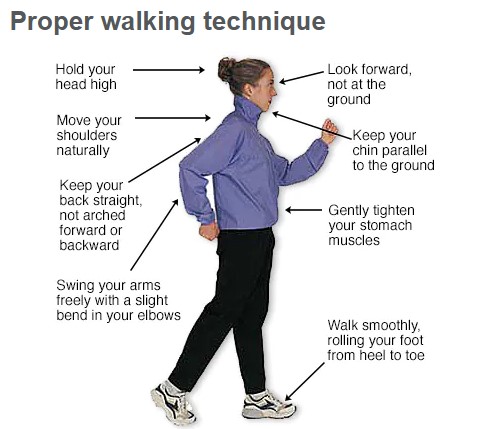 Proper walking technique
Hold your
head high
Look forward,
not at the
ground
Move your
shoulders
naturally
Keep your
chin parallel
to the ground
Keep your
back straight,
not arched
forward or
backward
Gently tighten
your stomach
muscles
Swing your arms
freely with a slight
bend in your elbows
Walk smoothly,
rolling your foot
from heel to toe